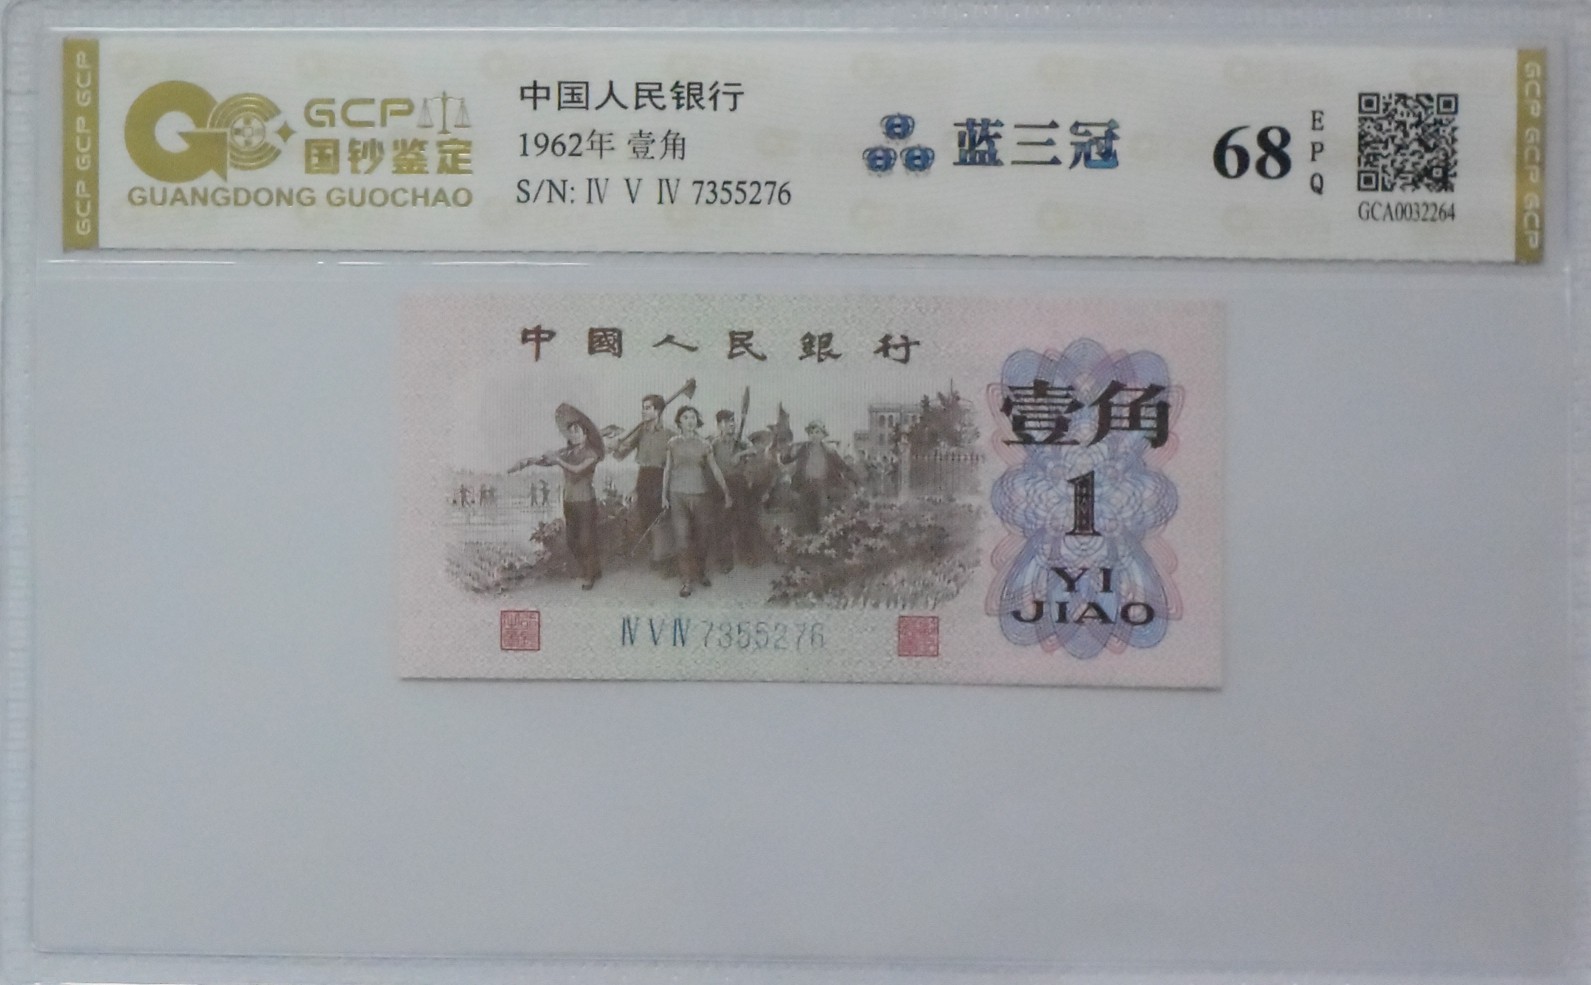 GCP GCP GCP
GCP
国钞鉴定
GUANGDONG GUOCHAO
中国人民银行
1962年 壹角
S/N: Ⅳ Ⅴ Ⅳ 7355276
蓝三冠
68
EPQ
GCA0032264
GCP GCP GCP
中國人民銀行
壹角
1
YI
JIAO
ⅣⅤⅣ 7355276